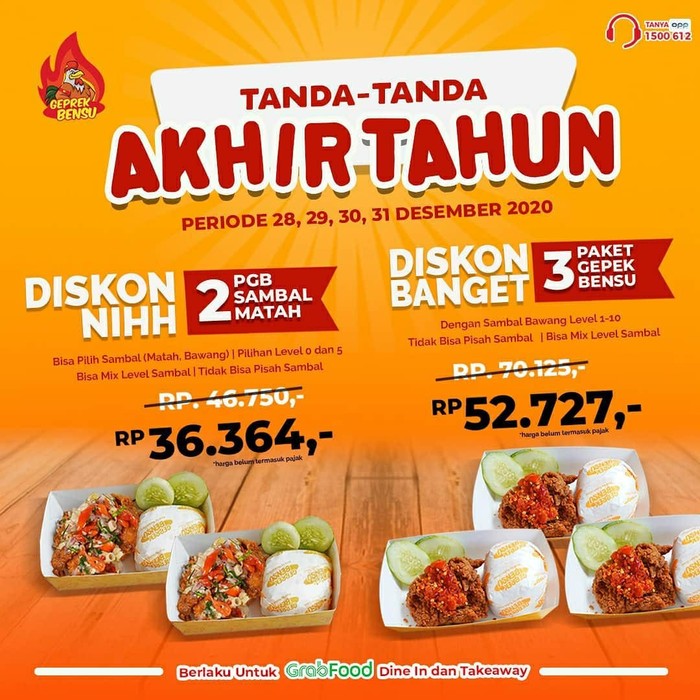 GEPREK
BENSU
TANYA OPP
1500 612
TANDA-TANDA
AKHIR TAHUN
PERIODE 28, 29, 30, 31 DESEMBER 2020
DISKON
NIHH
2 PGB
SAMBAL
MATAH
Bisa Pilih Sambal (Matah, Bawang) | Pilihan Level 0 dan 5
Bisa Mix Level Sambal | Tidak Bisa Pisah Sambal
RP. 46.750,-
RP 36.364,-
*harga belum termasuk pajak
DISKON
BANGET
3 PAKET
GEPEK
BENSU
Dengan Sambal Bawang Level 1-10
Tidak Bisa Pisah Sambal | Bisa Mix Level Sambal
RP. 70.125,-
RP 52.727,-
*harga belum termasuk pajak
Berlaku Untuk GrabFood Dine In dan Takeaway